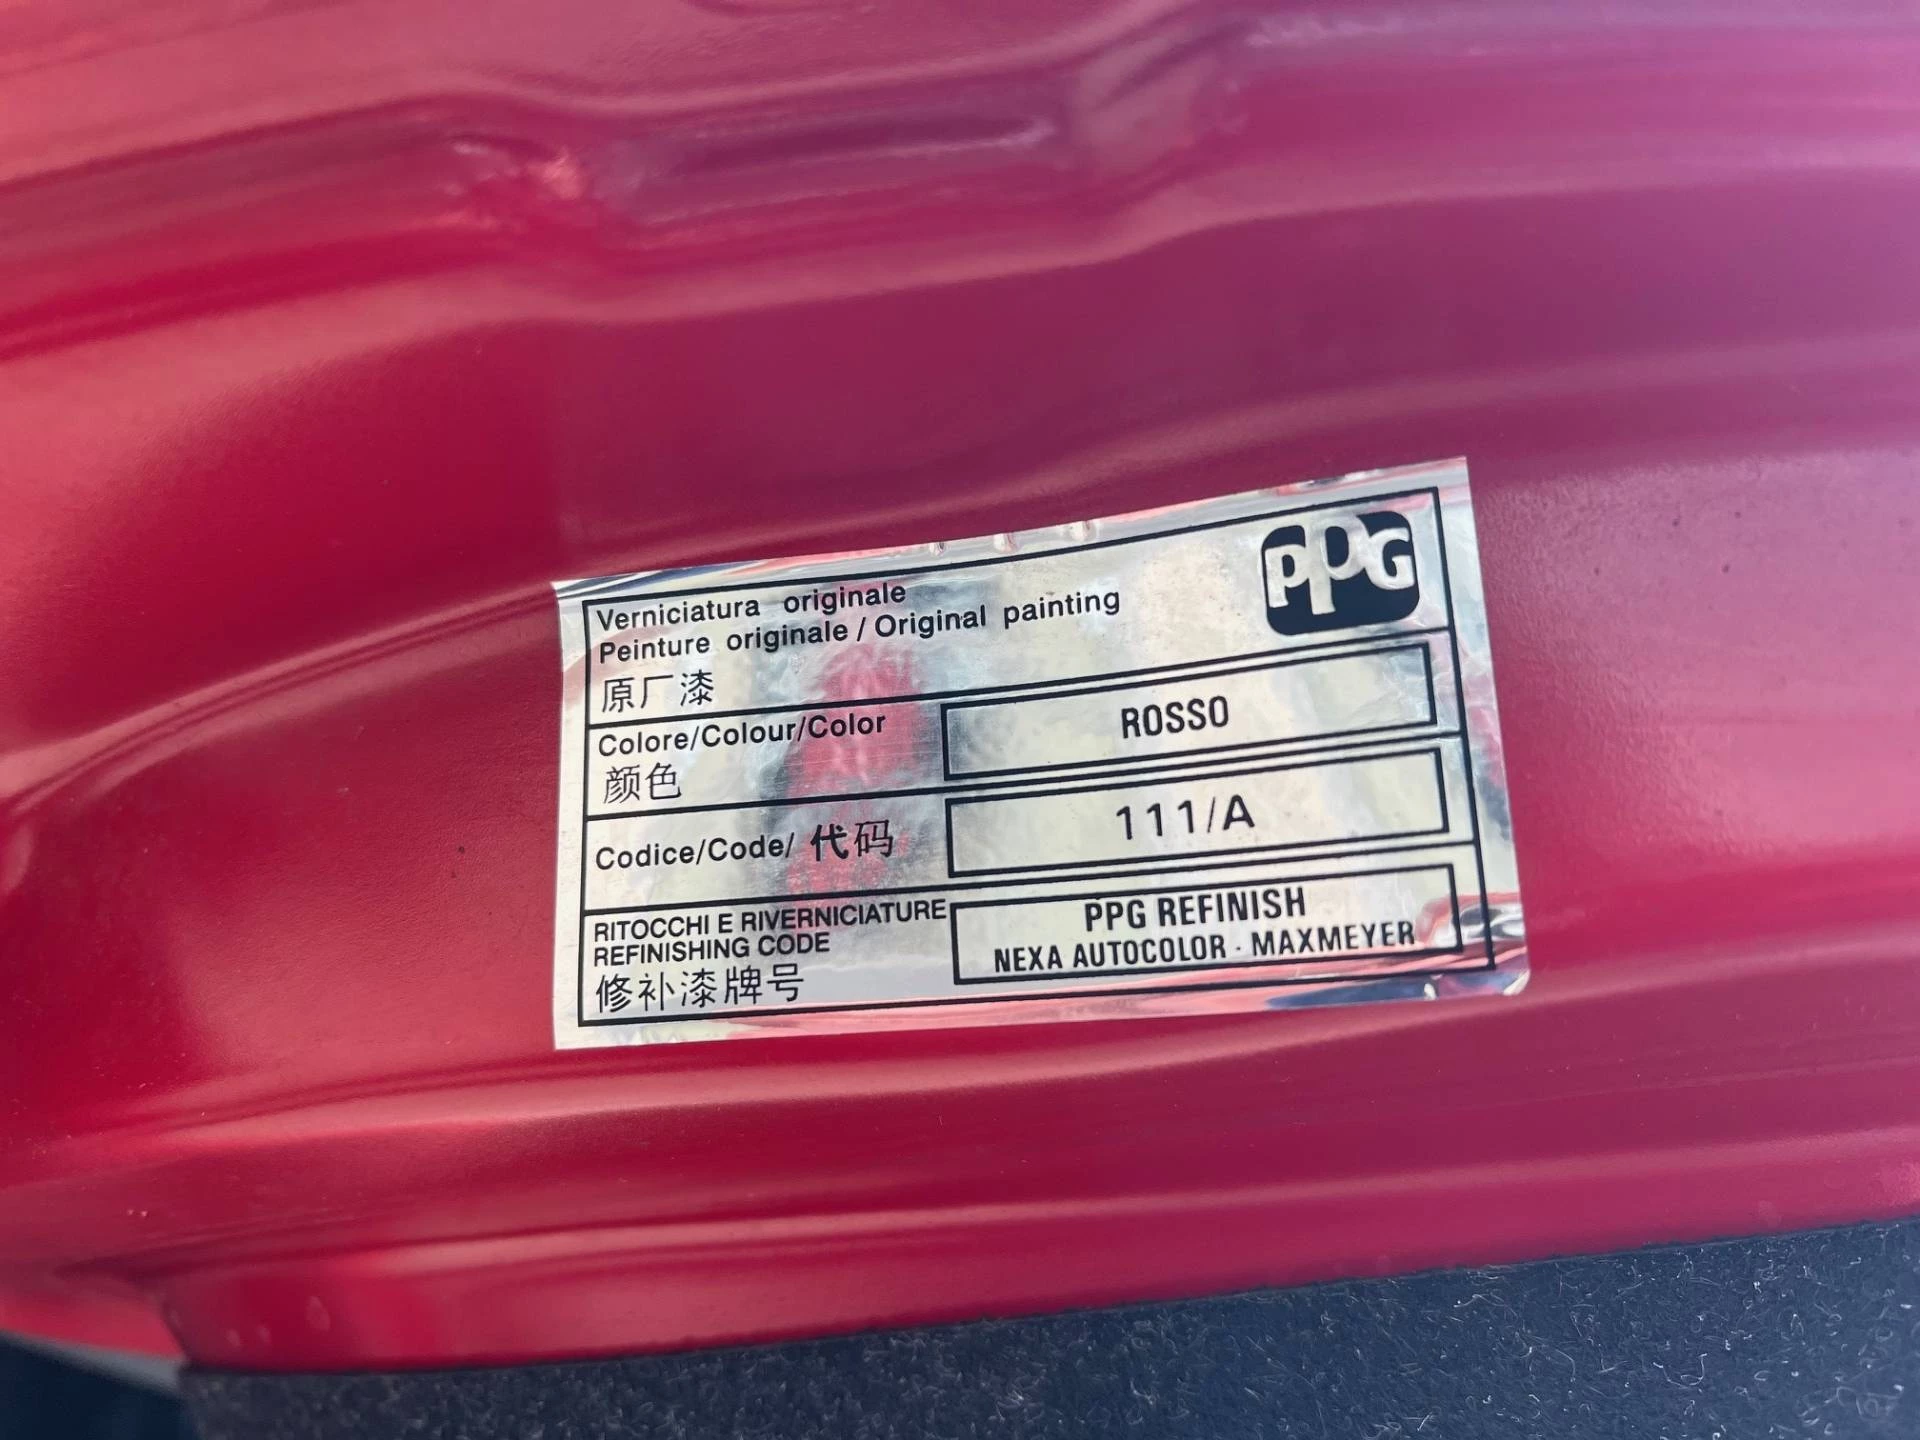 Verniciatura originale
Peinture originale / Original painting
原厂漆
PPG
Colore/Colour/Color
颜色
ROSSO
Codice/Code/ 代码
111/A
RITOCCHI E RIVERNICIATURE
REFINISHING CODE
修补漆牌号
PPG REFINISH
NEXA AUTOCOLOR · MAXMEYER